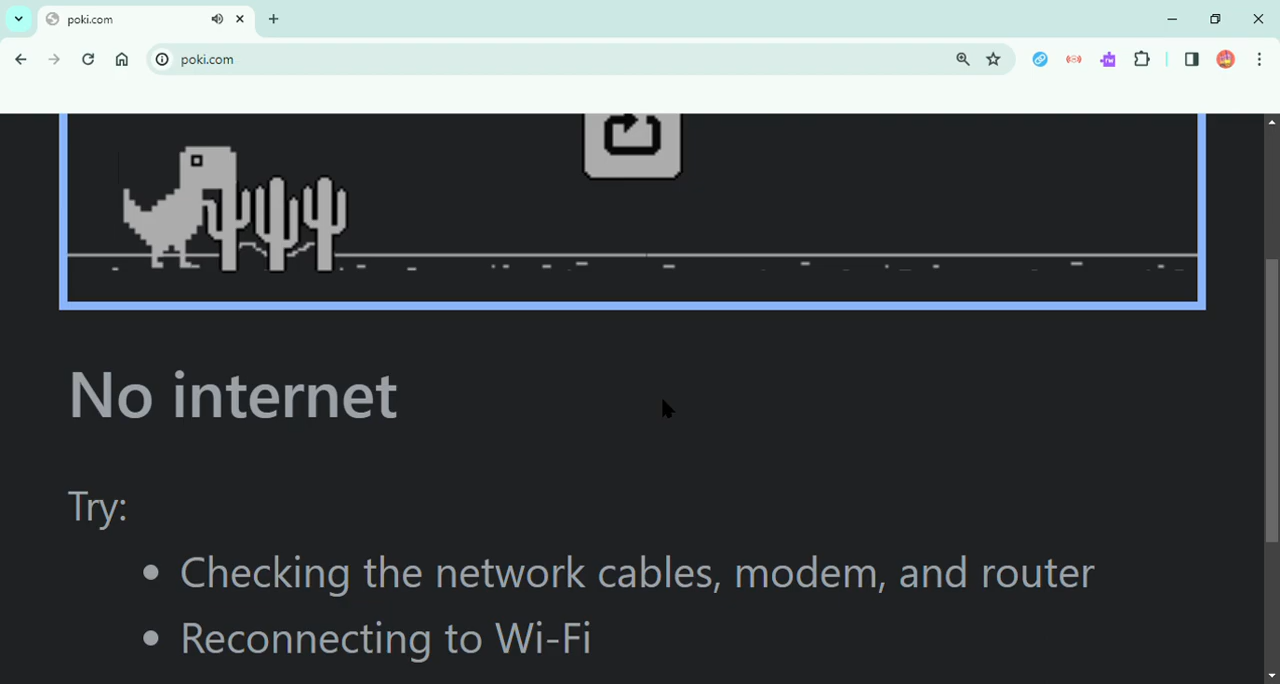 poki.com
poki.com
No internet
Try:
Checking the network cables, modem, and router
Reconnecting to Wi-Fi